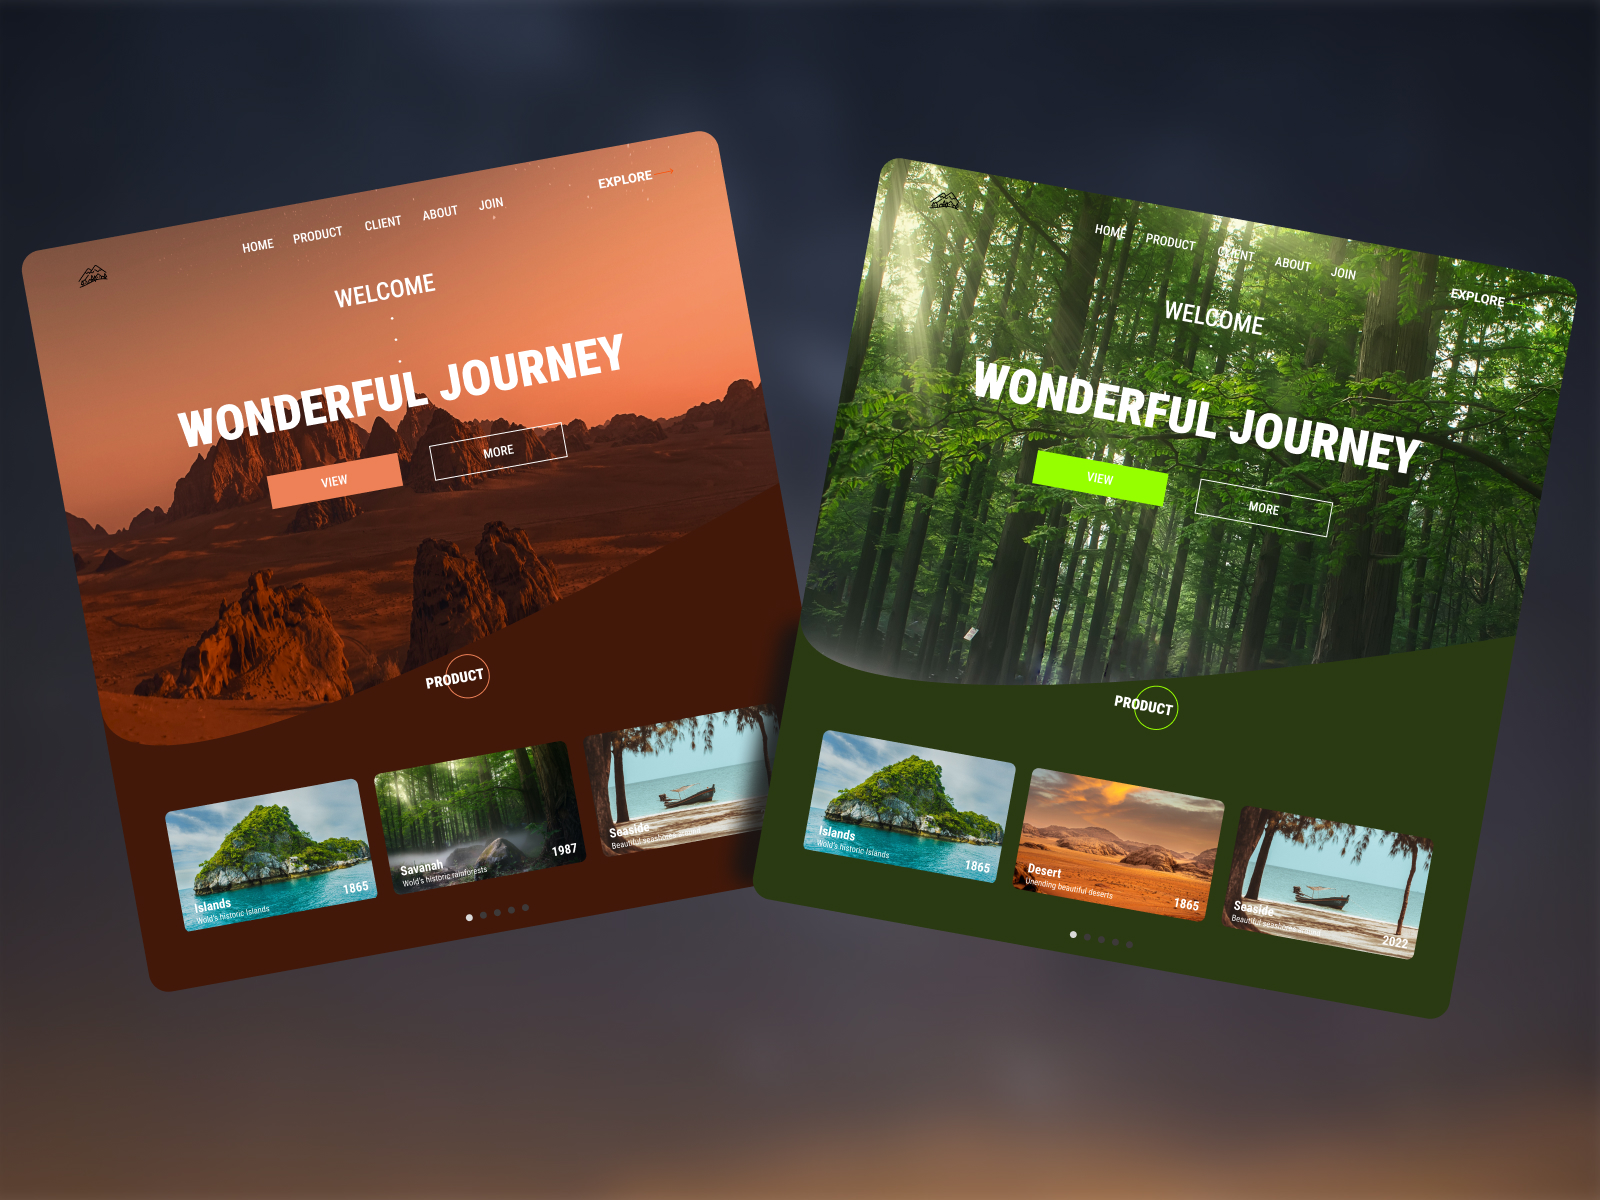 HOME PRODUCT CLIENT ABOUT JOIN
EXPLORE
WELCOME
WONDERFUL JOURNEY
VIEW
MORE
PRODUCT
Islands
Wold's historic Islands
1865
Savanah
Wold's historic rainforests
1987
Seaside
Beautiful seashores around
HOME PRODUCT CLIENT ABOUT JOIN
EXPLORE
WELCOME
WONDERFUL JOURNEY
VIEW
MORE
PRODUCT
Islands
Wold's historic Islands
1865
Desert
Unending beautiful deserts
1865
Seaside
Beautiful seashores around
2022